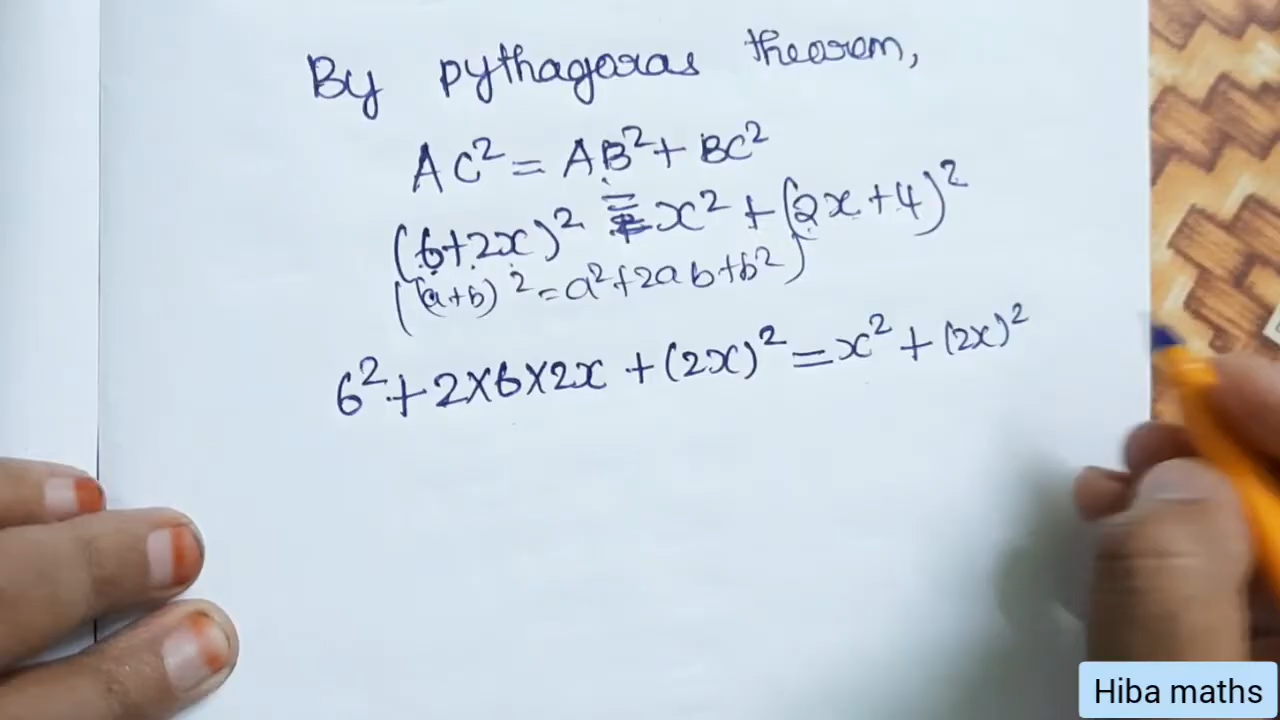 By pythagoras theorem,
AC² = AB² + BC²
(6+2x)² = x² + (2x+4)²
((a+b)² = a²+2ab+b²)
6² + 2×6×2x + (2x)² = x² + (2x)²
Hiba maths